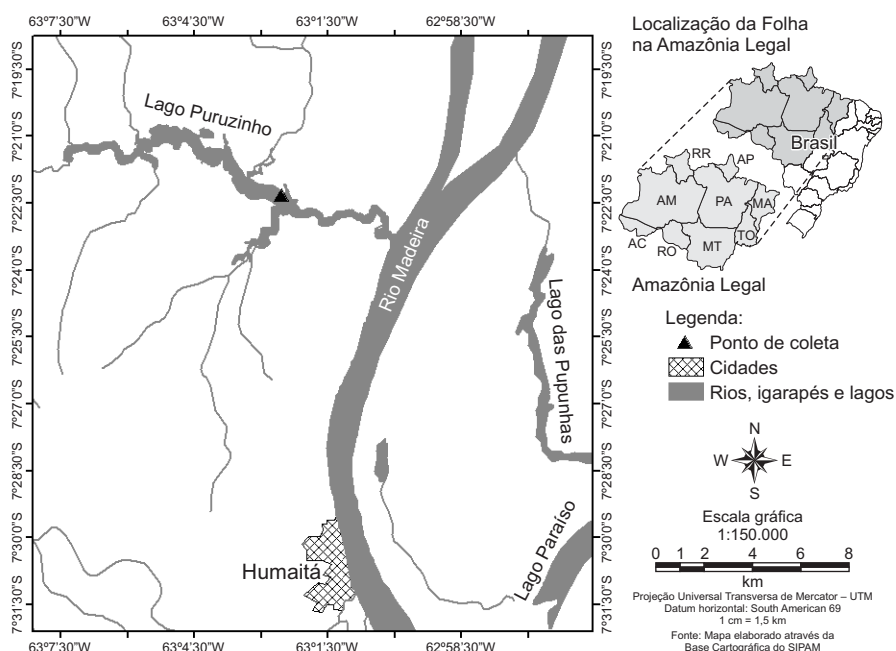 63°7'30"W 63°4'30"W 63°1'30"W 62°58'30"W
7°19'30"S
7°21'0"S
7°22'30"S
7°24'0"S
7°25'30"S
7°27'0"S
7°28'30"S
7°30'0"S
7°31'30"S
Lago Puruzinho
Rio Madeira
Lago das Pupunhas
Lago Paraíso
Humaitá
7°19'30"S
7°21'0"S
7°22'30"S
7°24'0"S
7°25'30"S
7°27'0"S
7°28'30"S
7°30'0"S
7°31'30"S
63°7'30"W 63°4'30"W 63°1'30"W 62°58'30"W
Localização da Folha
na Amazônia Legal
Brasil
RR AP
AM PA MA
AC RO MT TO
Amazônia Legal
Legenda:
Ponto de coleta
Cidades
Rios, igarapés e lagos
N
W E
S
Escala gráfica
1:150.000
0 1 2 4 6 8
km
Projeção Universal Transversa de Mercator – UTM
Datum horizontal: South American 69
1 cm = 1,5 km
Fonte: Mapa elaborado através da
Base Cartográfica do SIPAM